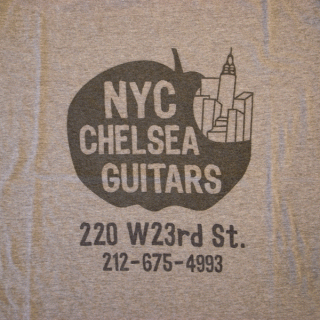 NYC
CHELSEA
GUITARS
220 W23rd St.
212-675-4993